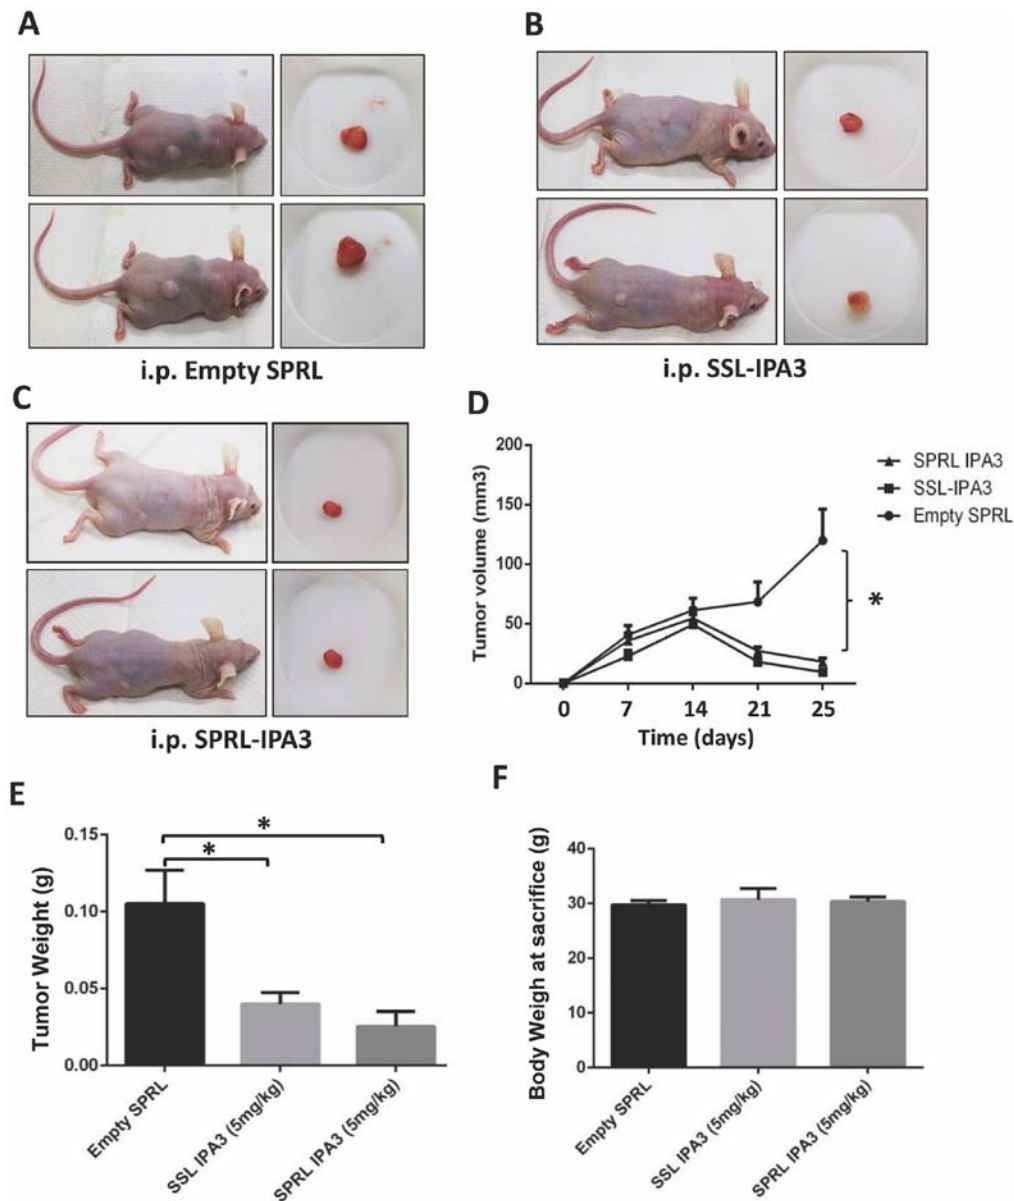 A
B
i.p. Empty SPRL
i.p. SSL-IPA3
C
D
i.p. SPRL-IPA3
Tumor volume (mm3)
200
150
100
50
0
0 7 14 21 25
Time (days)
SPRL IPA3
SSL-IPA3
Empty SPRL
*
E
Tumor Weight (g)
0.15
0.10
0.05
0.00
*
*
Empty SPRL
SSL IPA3 (5mg/kg)
SPRL IPA3 (5mg/kg)
F
Body Weigh at sacrifice (g)
40
30
20
10
0
Empty SPRL
SSL IPA3 (5mg/kg)
SPRL IPA3 (5mg/kg)